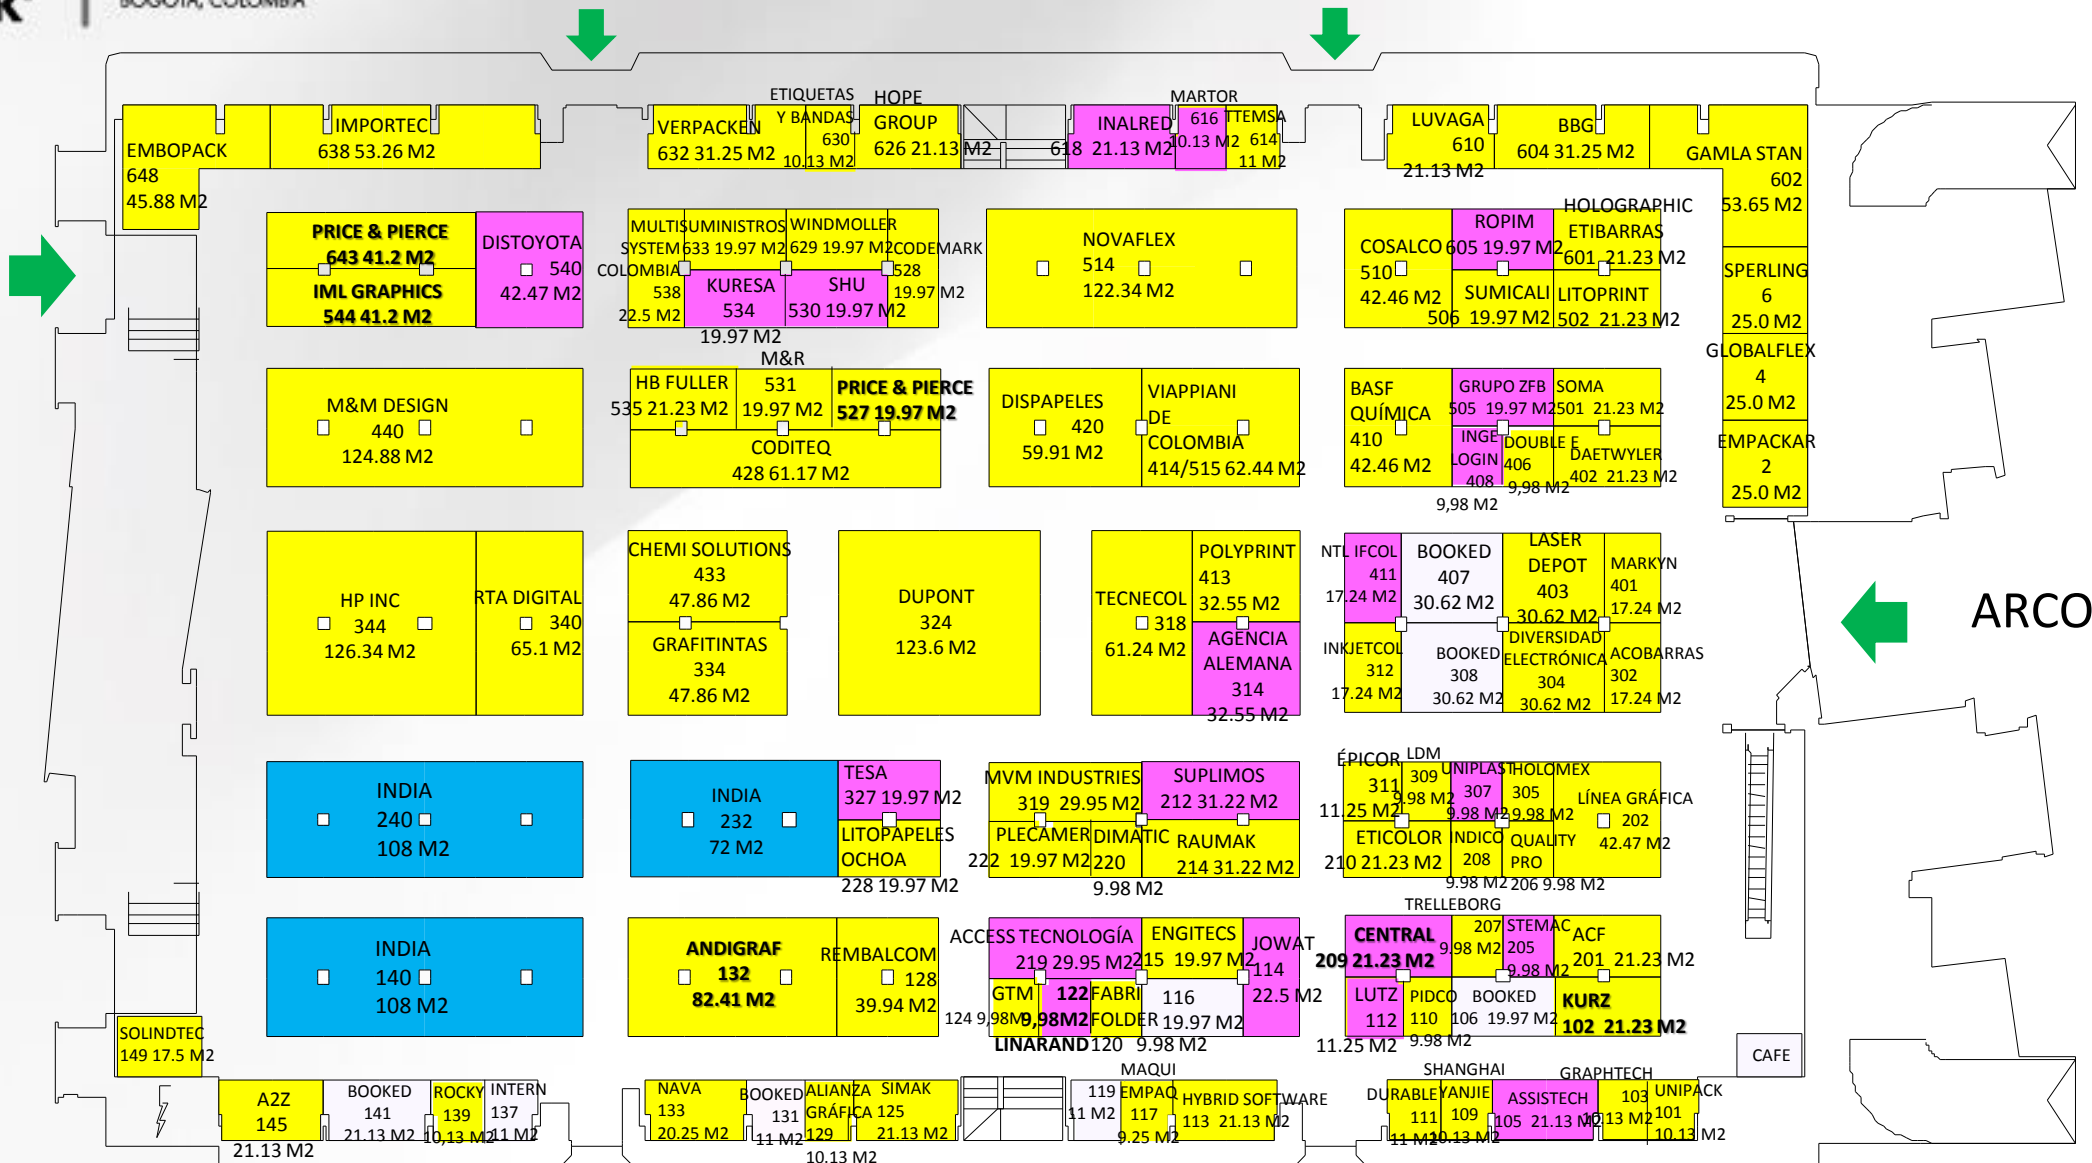 BOGOTÁ, COLOMBIA
EMBOPACK
648
45.88 M2
IMPORTEC
638 53.26 M2
VERPACKEN
632 31.25 M2
ETIQUETAS
Y BANDAS
630
10.13 M2
HOPE
GROUP
626 21.13 M2
INALRED
618 21.13 M2
MARTOR
616
10.13 M2
TTEMSA
614
11 M2
LUVAGA
610
21.13 M2
BBG
604 31.25 M2
GAMLA STAN
602
53.65 M2
PRICE & PIERCE
643 41.2 M2
IML GRAPHICS
544 41.2 M2
DISTOYOTA
540
42.47 M2
MULTI
SYSTEM
COLOMBIA
538
22.5 M2
SUMINISTROS
633 19.97 M2
WINDMOLLER
629 19.97 M2
CODEMARK
528
19.97 M2
KURESA
534
19.97 M2
SHU
530 19.97 M2
NOVAFLEX
514
122.34 M2
COSALCO
510
42.46 M2
ROPIM
605 19.97 M2
HOLOGRAPHIC
ETIBARRAS
601 21.23 M2
SUMICALI
506 19.97 M2
LITOPRINT
502 21.23 M2
SPERLING
6
25.0 M2
GLOBALFLEX
4
25.0 M2
EMPACKAR
2
25.0 M2
M&M DESIGN
440
124.88 M2
HB FULLER
535 21.23 M2
M&R
531
19.97 M2
PRICE & PIERCE
527 19.97 M2
CODITEQ
428 61.17 M2
DISPAPELES
420
59.91 M2
VIAPPIANI
DE
COLOMBIA
414/515 62.44 M2
BASF
QUÍMICA
410
42.46 M2
GRUPO ZFB
505 19.97 M2
SOMA
501 21.23 M2
INGE
LOGIN
408
9,98 M2
DOUBLE E
406
9,98 M2
DAETWYLER
402 21.23 M2
HP INC
344
126.34 M2
RTA DIGITAL
340
65.1 M2
CHEMI SOLUTIONS
433
47.86 M2
GRAFITINTAS
334
47.86 M2
DUPONT
324
123.6 M2
TECNECOL
318
61.24 M2
POLYPRINT
413
32.55 M2
AGENCIA
ALEMANA
314
32.55 M2
NTL IFCOL
411
17.24 M2
BOOKED
407
30.62 M2
LASER
DEPOT
403
30.62 M2
MARKYN
401
17.24 M2
INKJETCOL
312
17.24 M2
BOOKED
308
30.62 M2
DIVERSIDAD
ELECTRÓNICA
304
30.62 M2
ACOBARRAS
302
17.24 M2
ARCO
INDIA
240
108 M2
INDIA
232
72 M2
TESA
327 19.97 M2
LITOPAPELES
OCHOA
228 19.97 M2
MVM INDUSTRIES
319 29.95 M2
SUPLIMOS
212 31.22 M2
PLECAMER
222 19.97 M2
DIMATIC
220
9.98 M2
RAUMAK
214 31.22 M2
ÉPICOR
311
11.25 M2
LDM
309
9.98 M2
UNIPLAST
307
9.98 M2
HOLOMEX
305
9.98 M2
LÍNEA GRÁFICA
202
42.47 M2
ETICOLOR
210 21.23 M2
INDICO
208
9.98 M2
QUALITY
PRO
206 9.98 M2
INDIA
140
108 M2
ANDIGRAF
132
82.41 M2
REMBALCOM
128
39.94 M2
ACCESS TECNOLOGÍA
219 29.95 M2
ENGITECS
215 19.97 M2
JOWAT
114
22.5 M2
GTM
124 9,98M2
122
9,98M2
LINARAND
FABRI
FOLDER
120 9.98 M2
116
19.97 M2
CENTRAL
209 21.23 M2
TRELLEBORG
207
9.98 M2
STEMAC
205
9.98 M2
ACF
201 21.23 M2
LUTZ
112
11.25 M2
PIDCO
110
9.98 M2
BOOKED
106 19.97 M2
KURZ
102 21.23 M2
SOLINDTEC
149 17.5 M2
CAFE
A2Z
145
21.13 M2
BOOKED
141
21.13 M2
ROCKY
139
10,13 M2
INTERN
137
11 M2
NAVA
133
20.25 M2
BOOKED
131
11 M2
ALIANZA
GRÁFICA
129
10.13 M2
SIMAK
125
21.13 M2
119
11 M2
MAQUI
EMPAQ
117
9.25 M2
HYBRID SOFTWARE
113 21.13 M2
DURABLE
111
11 M2
SHANGHAI
YANJIE
109
10.13 M2
ASSISTECH
105 21.13 M2
GRAPHTECH
103
10.13 M2
UNIPACK
101
10.13 M2